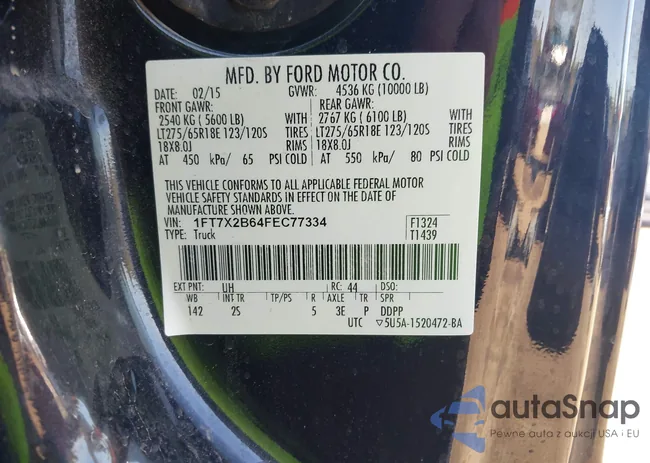 MFD. BY FORD MOTOR CO.
DATE: 02/15 GVWR: 4536 KG (10000 LB)
FRONT GAWR: REAR GAWR:
2540 KG ( 5600 LB) WITH 2767 KG ( 6100 LB) WITH
LT275/65R18E 123/120S TIRES LT275/65R18E 123/120S TIRES
18X8.0J RIMS 18X8.0J RIMS
AT 450 kPa/ 65 PSI COLD AT 550 kPa/ 80 PSI COLD
THIS VEHICLE CONFORMS TO ALL APPLICABLE FEDERAL MOTOR
VEHICLE SAFETY STANDARDS IN EFFECT ON THE DATE OF
MANUFACTURE SHOWN ABOVE.
VIN: 1FT7X2B64FEC77334 F1324
TYPE: Truck T1439
EXT PNT: UH RC: 44 DSO:
WB INT TR TP/PS R AXLE TR SPR
142 2S 5 3E P DDPP
UTC ▽5U5A-1520472-BA
autaSnap
Pewne auta z aukcji USA i EU